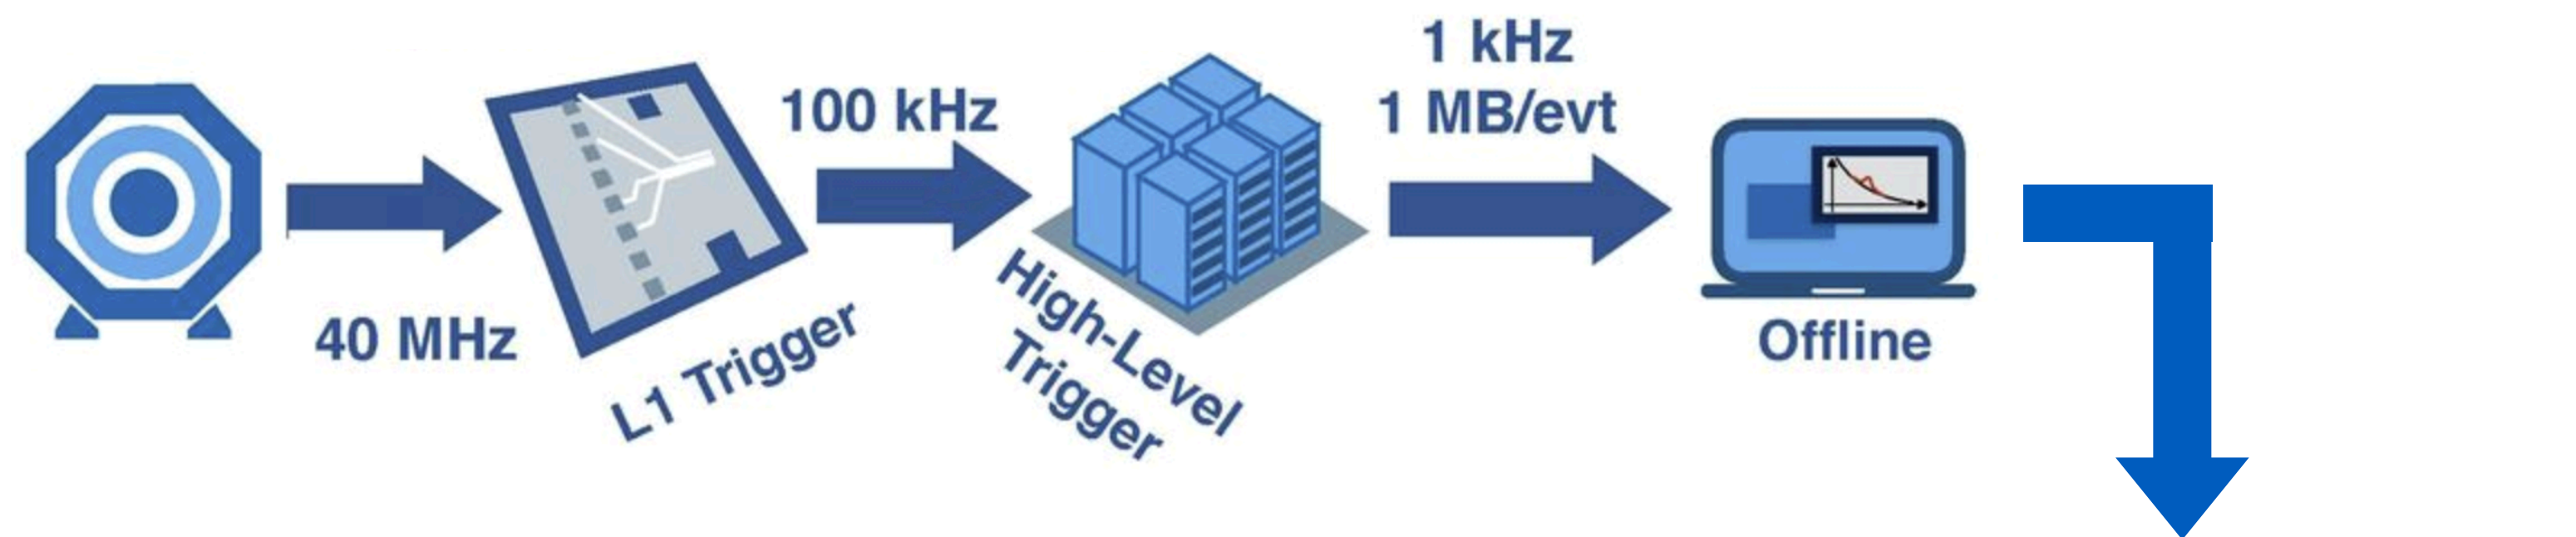 40 MHz
L1 Trigger
100 kHz
High-Level
Trigger
1 kHz
1 MB/evt
Offline